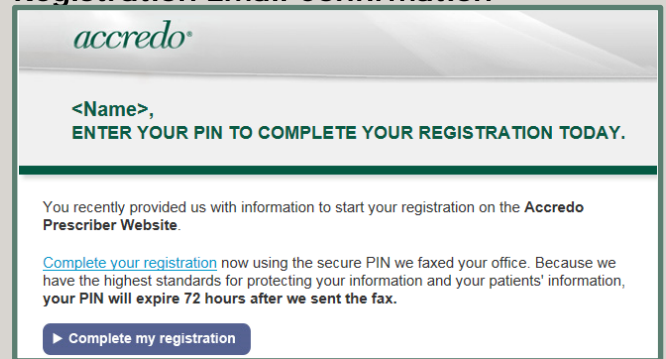 Registration Email Confirmation
accredo®
<Name>,
ENTER YOUR PIN TO COMPLETE YOUR REGISTRATION TODAY.
You recently provided us with information to start your registration on the Accredo
Prescriber Website.
Complete your registration now using the secure PIN we faxed your office. Because we
have the highest standards for protecting your information and your patients' information,
your PIN will expire 72 hours after we sent the fax.
► Complete my registration